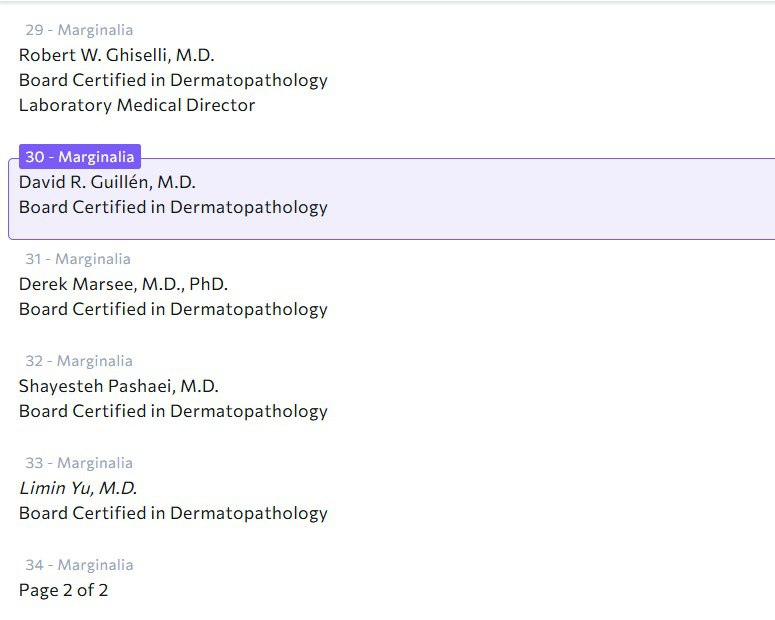 29 - Marginalia
Robert W. Ghiselli, M.D.
Board Certified in Dermatopathology
Laboratory Medical Director
30 - Marginalia
David R. Guillén, M.D.
Board Certified in Dermatopathology
31 - Marginalia
Derek Marsee, M.D., PhD.
Board Certified in Dermatopathology
32 - Marginalia
Shayesteh Pashaei, M.D.
Board Certified in Dermatopathology
33 - Marginalia
Limin Yu, M.D.
Board Certified in Dermatopathology
34 - Marginalia
Page 2 of 2